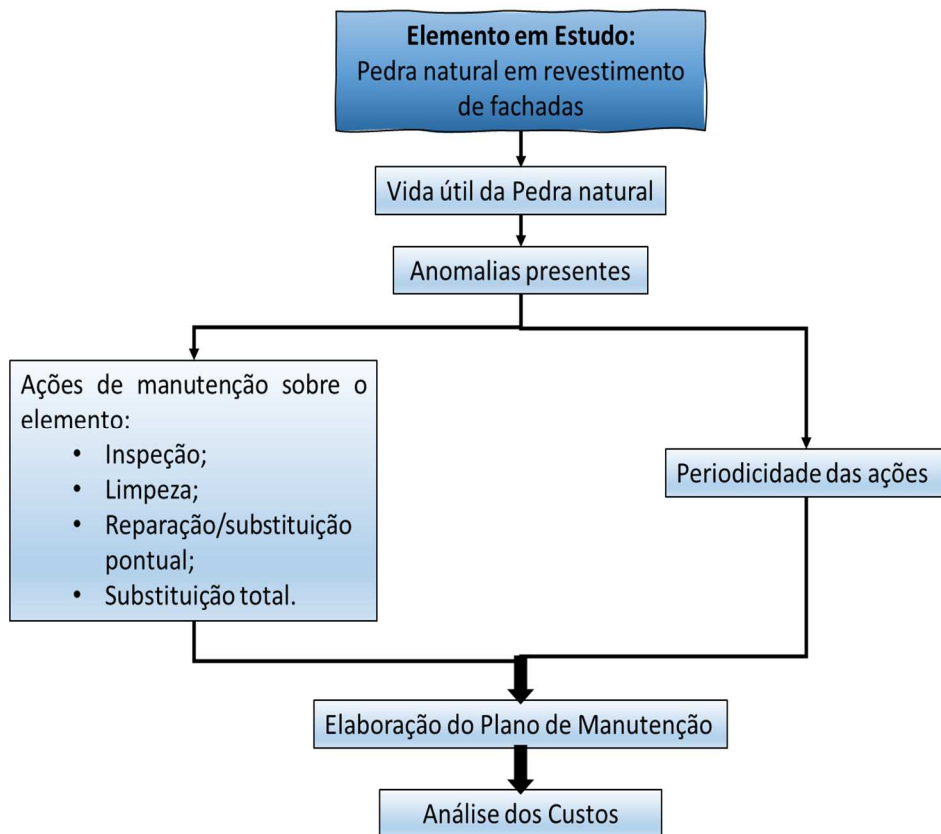 Elemento em Estudo:
Pedra natural em revestimento
de fachadas
Vida útil da Pedra natural
Anomalias presentes
Ações de manutenção sobre o
elemento:
• Inspeção;
• Limpeza;
• Reparação/substituição
pontual;
• Substituição total.
Periodicidade das ações
Elaboração do Plano de Manutenção
Análise dos Custos